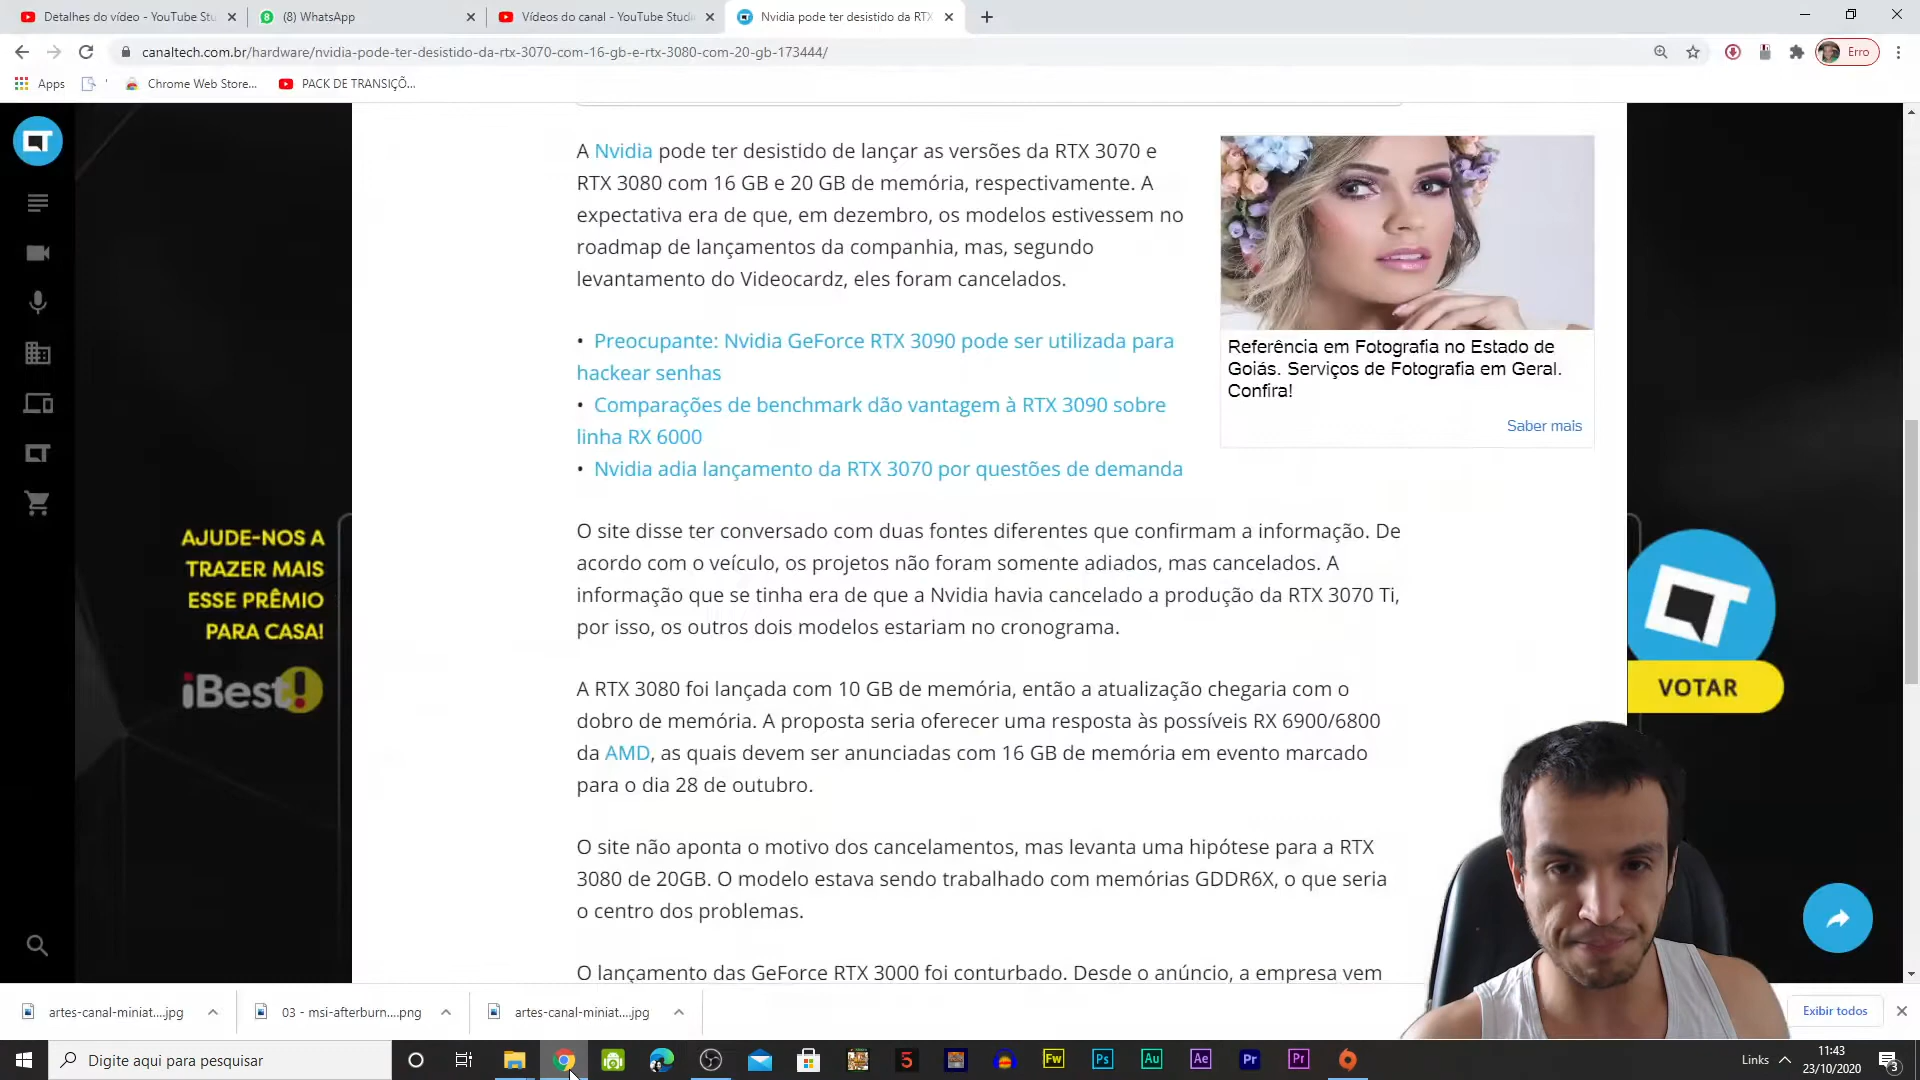 Detalhes do vídeo - YouTube Stu
(8) WhatsApp
Vídeos do canal - YouTube Studi
Nvidia pode ter desistido da RTX
canaltech.com.br/hardware/nvidia-pode-ter-desistido-da-rtx-3070-com-16-gb-e-rtx-3080-com-20-gb-173444/
Erro
Apps
Chrome Web Store...
PACK DE TRANSIÇÕ...
A Nvidia pode ter desistido de lançar as versões da RTX 3070 e
RTX 3080 com 16 GB e 20 GB de memória, respectivamente. A
expectativa era de que, em dezembro, os modelos estivessem no
roadmap de lançamentos da companhia, mas, segundo
levantamento do Videocardz, eles foram cancelados.
• Preocupante: Nvidia GeForce RTX 3090 pode ser utilizada para
hackear senhas
• Comparações de benchmark dão vantagem à RTX 3090 sobre
linha RX 6000
• Nvidia adia lançamento da RTX 3070 por questões de demanda
Referência em Fotografia no Estado de
Goiás. Serviços de Fotografia em Geral.
Confira!
Saber mais
O site disse ter conversado com duas fontes diferentes que confirmam a informação. De
acordo com o veículo, os projetos não foram somente adiados, mas cancelados. A
informação que se tinha era de que a Nvidia havia cancelado a produção da RTX 3070 Ti,
por isso, os outros dois modelos estariam no cronograma.
A RTX 3080 foi lançada com 10 GB de memória, então a atualização chegaria com o
dobro de memória. A proposta seria oferecer uma resposta às possíveis RX 6900/6800
da AMD, as quais devem ser anunciadas com 16 GB de memória em evento marcado
para o dia 28 de outubro.
O site não aponta o motivo dos cancelamentos, mas levanta uma hipótese para a RTX
3080 de 20GB. O modelo estava sendo trabalhado com memórias GDDR6X, o que seria
o centro dos problemas.
O lançamento das GeForce RTX 3000 foi conturbado. Desde o anúncio, a empresa vem
AJUDE-NOS A
TRAZER MAIS
ESSE PRÊMIO
PARA CASA!
iBest!
VOTAR
artes-canal-miniat....jpg
03 - msi-afterburn....png
artes-canal-miniat....jpg
Exibir todos
Digite aqui para pesquisar
5
Fw
Ps
Au
Ae
Pr
Pr
Links
11:43
23/10/2020
3